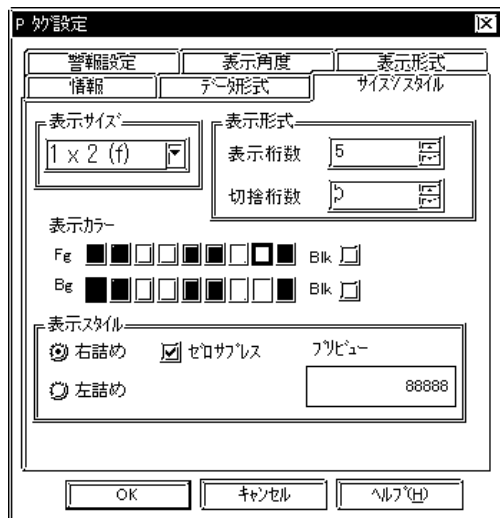 P ﾀｸﾞ設定
警報設定 表示角度 表示形式
情報 ﾃﾞｰﾀ形式 ｻｲｽﾞ/ｽﾀｲﾙ
表示ｻｲｽﾞ
1 x 2 (f)
表示形式
表示桁数 5
切捨桁数
表示ｶﾗｰ
Fg Blk
Bg Blk
表示ｽﾀｲﾙ
右詰め ｾﾞﾛｻﾌﾟﾚｽ ﾌﾟﾘﾋﾞｭｰ
左詰め 88888
OK ｷｬﾝｾﾙ ﾍﾙﾌﾟ(H)